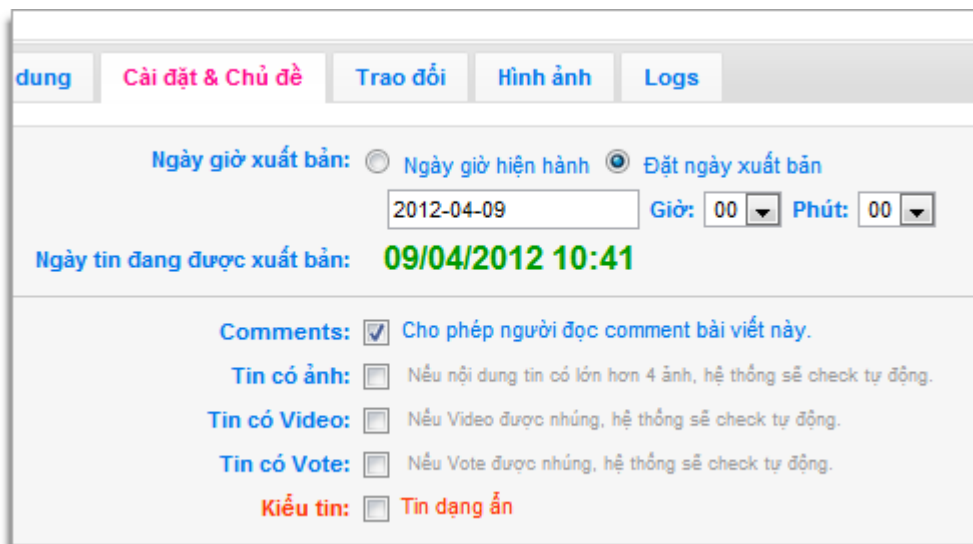 dung Cài đặt & Chủ đề Trao đổi Hình ảnh Logs
Ngày giờ xuất bản: Ngày giờ hiện hành Đặt ngày xuất bản
2012-04-09 Giờ: 00 Phút: 00
Ngày tin đang được xuất bản: 09/04/2012 10:41
Comments: Cho phép người đọc comment bài viết này.
Tin có ảnh: Nếu nội dung tin có lớn hơn 4 ảnh, hệ thống sẽ check tự động.
Tin có Video: Nếu Video được nhúng, hệ thống sẽ check tự động.
Tin có Vote: Nếu Vote được nhúng, hệ thống sẽ check tự động.
Kiểu tin: Tin dạng ẩn